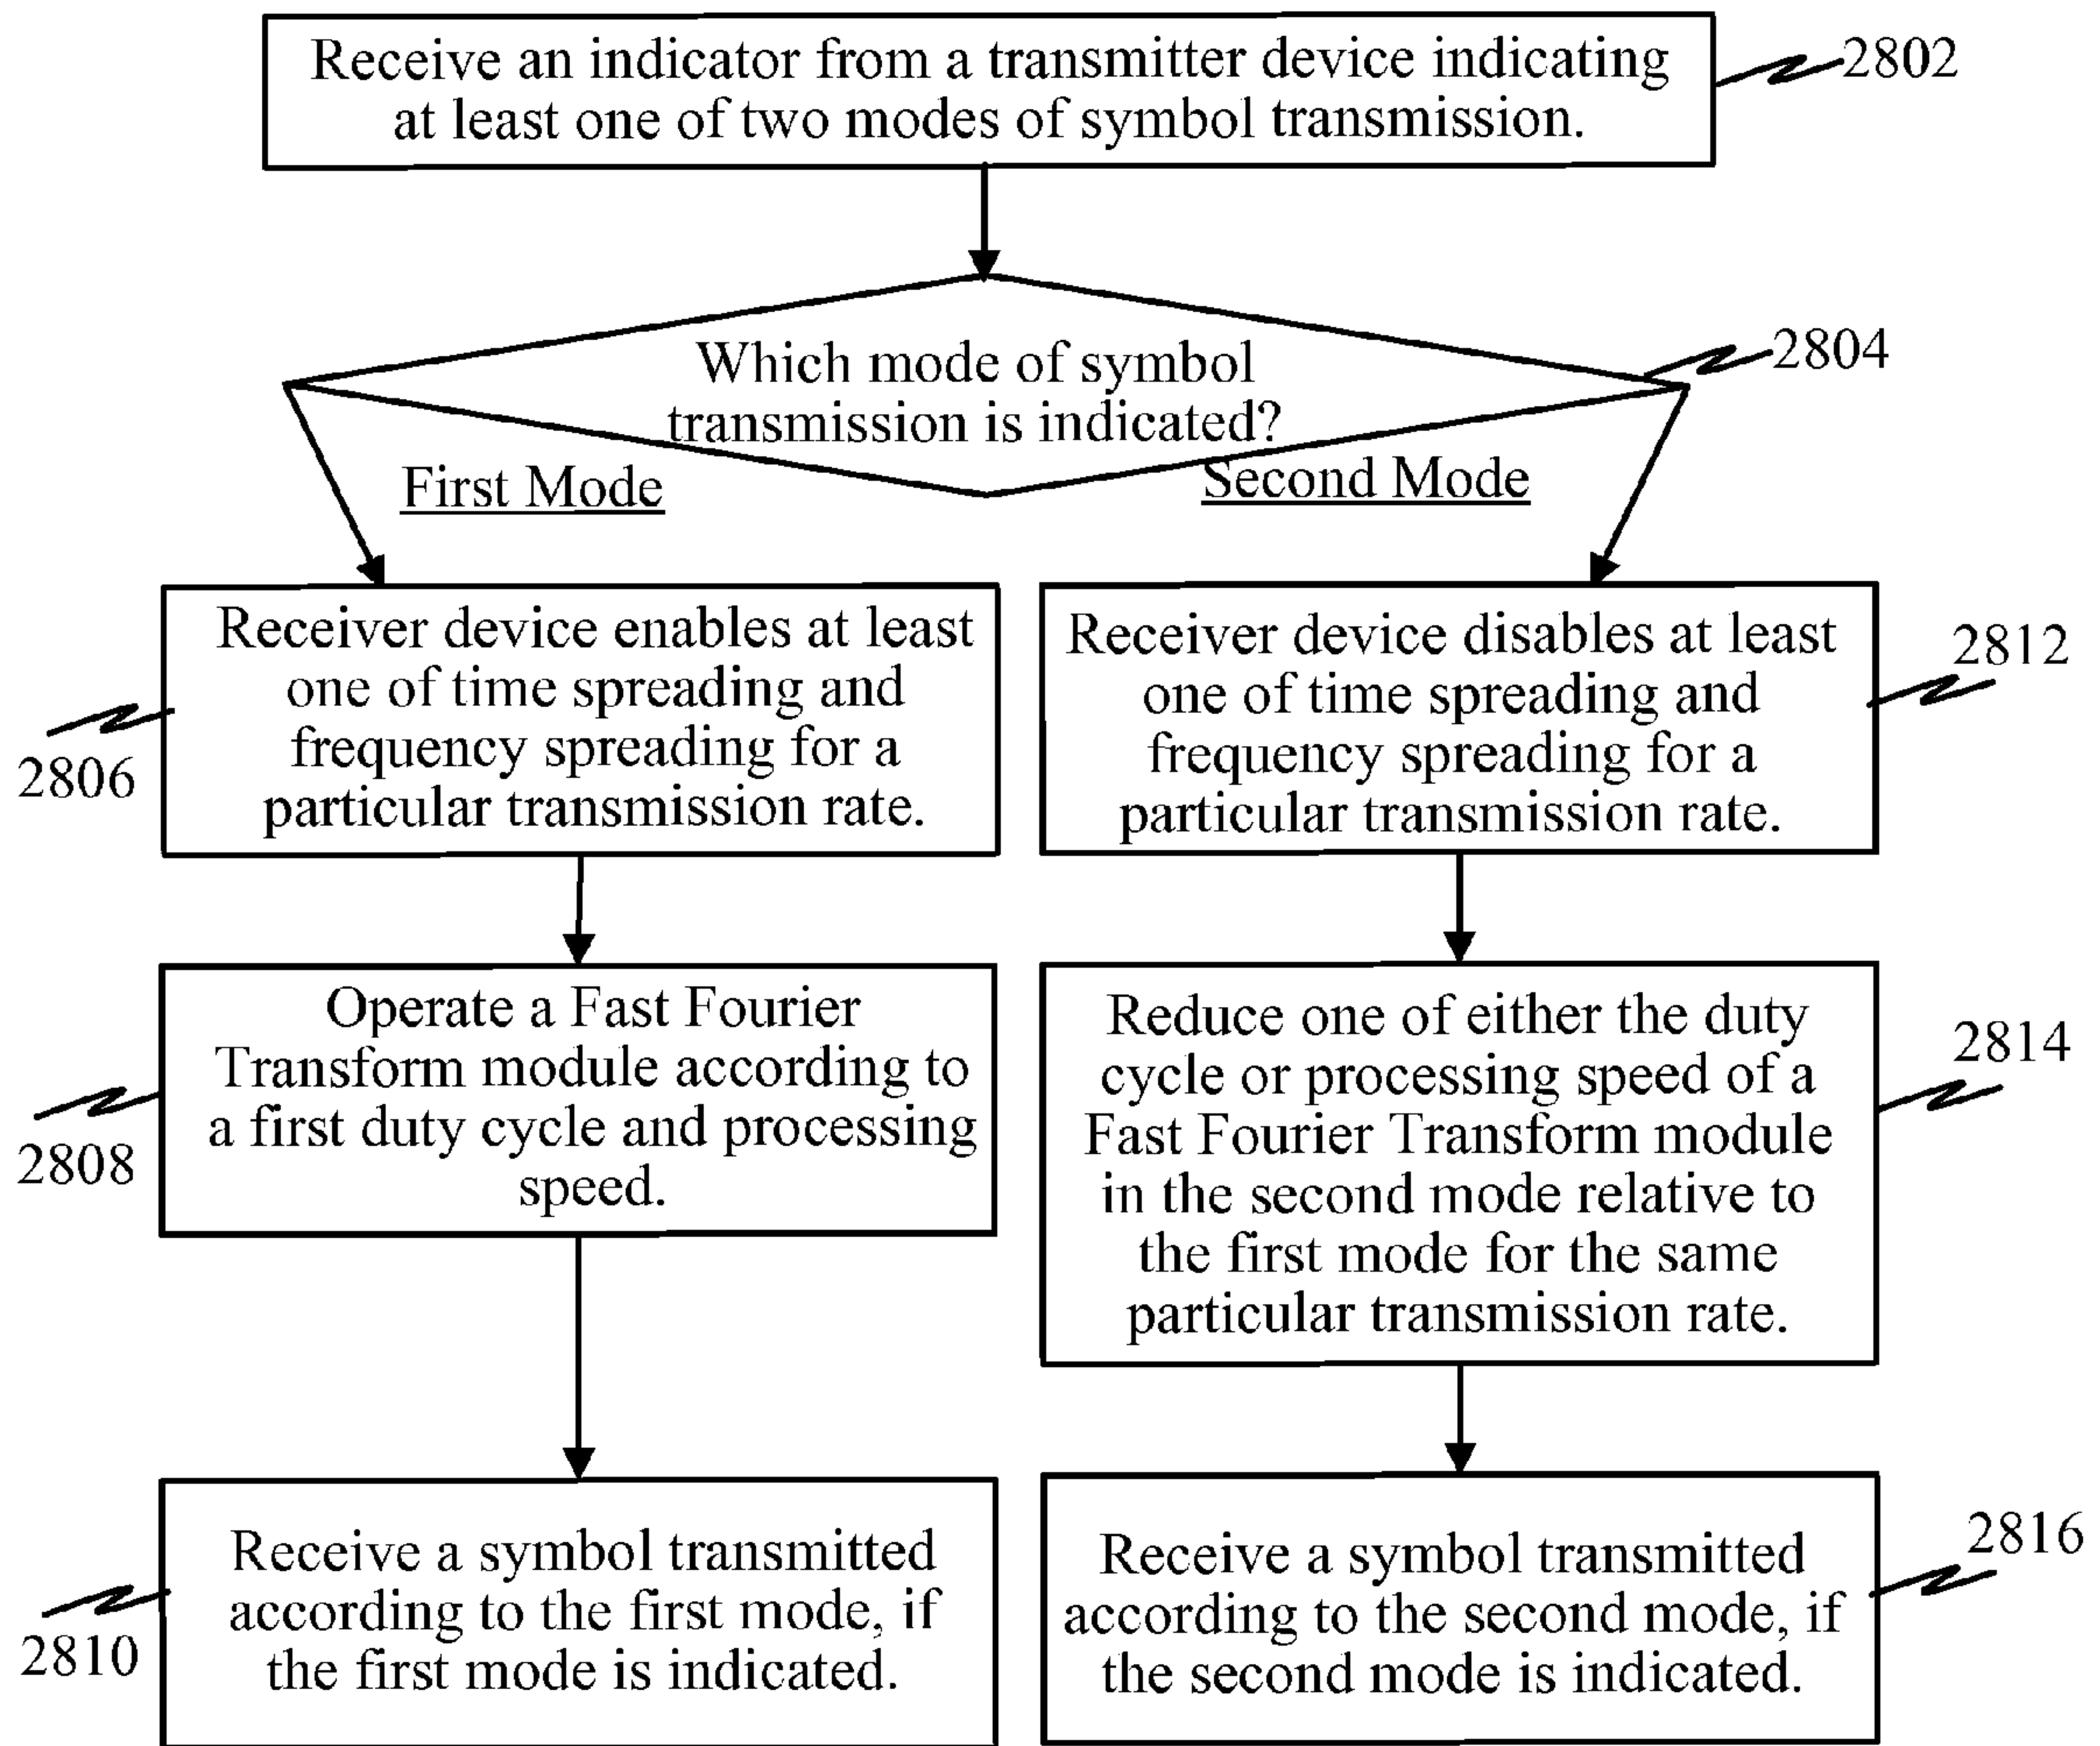 Receive an indicator from a transmitter device indicating
at least one of two modes of symbol transmission.
2802
Which mode of symbol
transmission is indicated?
2804
First Mode
Second Mode
Receiver device enables at least
one of time spreading and
frequency spreading for a
particular transmission rate.
2806
Receiver device disables at least
one of time spreading and
frequency spreading for a
particular transmission rate.
2812
Operate a Fast Fourier
Transform module according to
a first duty cycle and processing
speed.
2808
Reduce one of either the duty
cycle or processing speed of a
Fast Fourier Transform module
in the second mode relative to
the first mode for the same
particular transmission rate.
2814
Receive a symbol transmitted
according to the first mode, if
the first mode is indicated.
2810
Receive a symbol transmitted
according to the second mode, if
the second mode is indicated.
2816